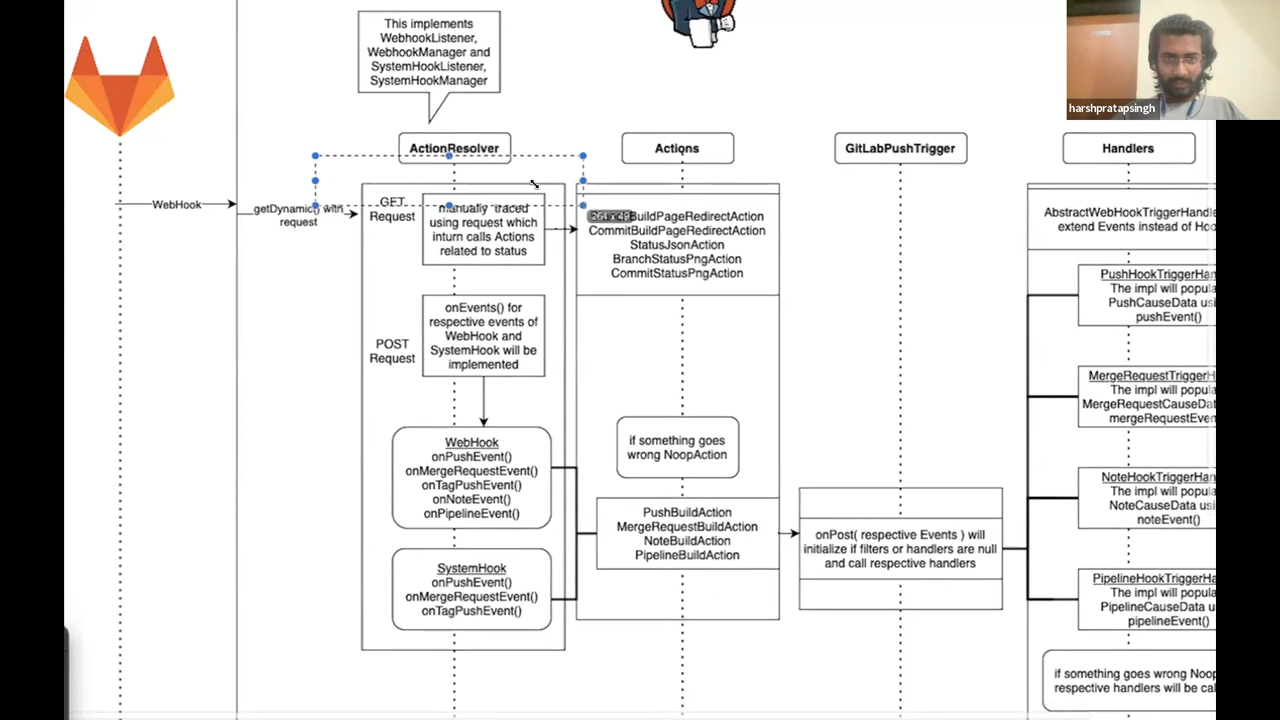 This implements
WebhookListener,
WebhookManager and
SystemHookListener,
SystemHookManager
harshpratapsingh
ActionResolver
Actions
GitLabPushTrigger
Handlers
WebHook
getDynamic() with
request
GET
Request
manually traced
using request which
inturn calls Actions
related to status
BuildPageRedirectAction
CommitBuildPageRedirectAction
StatusJsonAction
BranchStatusPngAction
CommitStatusPngAction
AbstractWebHookTriggerHandle
extend Events instead of Hoo
POST
Request
onEvents() for
respective events of
WebHook and
SystemHook will be
implemented
PushHookTriggerHan
The impl will popula
PushCauseData usi
pushEvent()
MergeRequestTriggerH
The impl will popula
MergeRequestCauseDat
mergeRequestEven
WebHook
onPushEvent()
onMergeRequestEvent()
onTagPushEvent()
onNoteEvent()
onPipelineEvent()
if something goes
wrong NoopAction
NoteHookTriggerHan
The impl will popula
NoteCauseData usi
noteEvent()
PushBuildAction
MergeRequestBuildAction
NoteBuildAction
PipelineBuildAction
onPost( respective Events ) will
initialize if filters or handlers are null
and call respective handlers
SystemHook
onPushEvent()
onMergeRequestEvent()
onTagPushEvent()
PipelineHookTriggerHa
The impl will popula
PipelineCauseData u
pipelineEvent()
if something goes wrong Noop
respective handlers will be cal